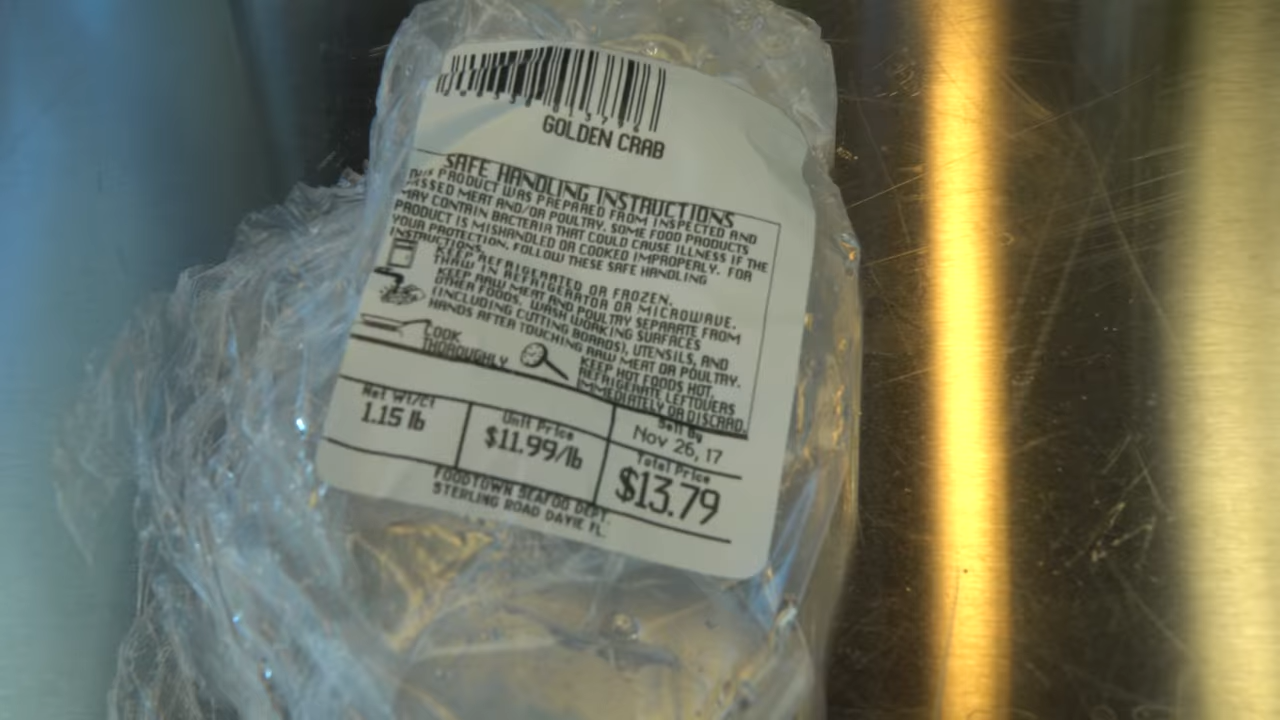 GOLDEN CRAB
SAFE HANDLING INSTRUCTIONS
THIS PRODUCT WAS PREPARED FROM INSPECTED AND
PASSED MEAT AND/OR POULTRY. SOME FOOD PRODUCTS
MAY CONTAIN BACTERIA THAT COULD CAUSE ILLNESS IF THE
PRODUCT IS MISHANDLED OR COOKED IMPROPERLY. FOR
YOUR PROTECTION, FOLLOW THESE SAFE HANDLING
INSTRUCTIONS.
KEEP REFRIGERATED OR FROZEN.
THAW IN REFRIGERATOR OR MICROWAVE.
KEEP RAW MEAT AND POULTRY SEPARATE FROM
OTHER FOODS. WASH WORKING SURFACES
(INCLUDING CUTTING BOARDS), UTENSILS, AND
HANDS AFTER TOUCHING RAW MEAT OR POULTRY.
COOK
THOROUGHLY
KEEP HOT FOODS HOT.
REFRIGERATE LEFTOVERS
IMMEDIATELY OR DISCARD.
Net Wt/Ct
1.15 lb
Unit Price
$11.99/lb
Sell By
Nov 26, 17
Total Price
$13.79
FOODTOWN SEAFOOD DEPT.
STERLING ROAD DAVIE FL.